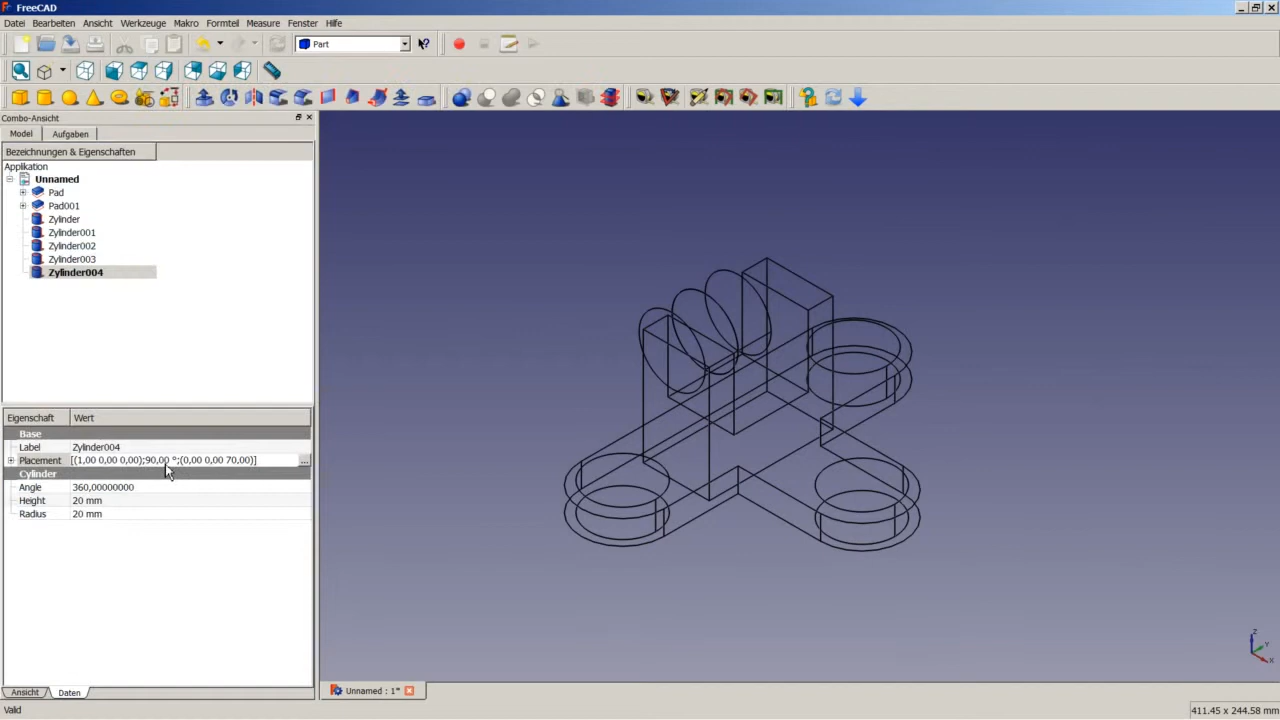 FreeCAD
Datei Bearbeiten Ansicht Werkzeuge Makro Formteil Measure Fenster Hilfe
Part
Combo-Ansicht
Model Aufgaben
Bezeichnungen & Eigenschaften
Applikation
Unnamed
Pad
Pad001
Zylinder
Zylinder001
Zylinder002
Zylinder003
Zylinder004
Eigenschaft Wert
Base
Label Zylinder004
Placement [(1,00 0,00 0,00);90,00 °;(0,00 0,00 70,00)] ...
Cylinder
Angle 360,00000000
Height 20 mm
Radius 20 mm
Z
Y
X
Ansicht Daten
Unnamed : 1*
Valid
411.45 x 244.58 mm